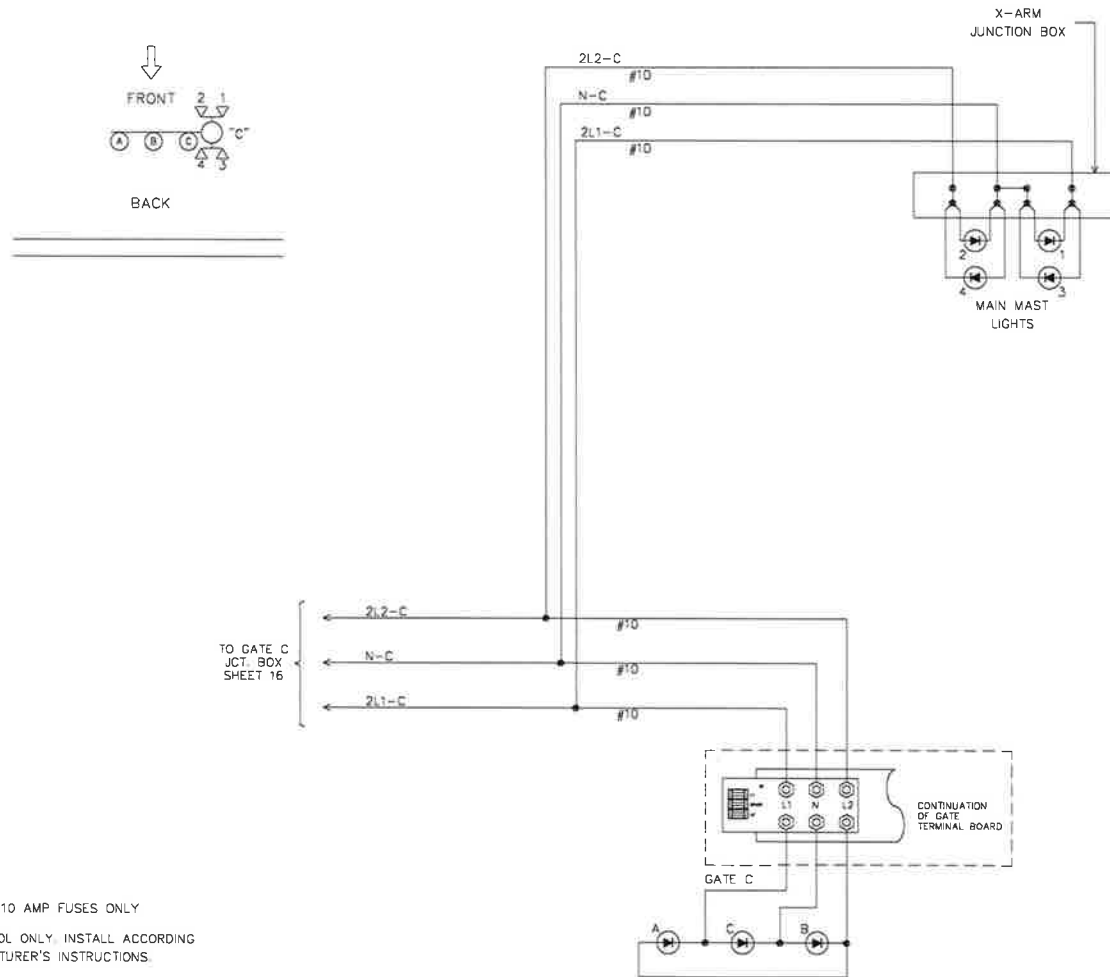 X-ARM
JUNCTION BOX
2L2-C
#10
N-C
#10
2L1-C
#10
FRONT
2 1
"C"
A B C
4 3
BACK
2 1
4 3
MAIN MAST
LIGHTS
2L2-C
#10
TO GATE C
JCT. BOX
SHEET 16
N-C
#10
2L1-C
#10
L1 N L2
CONTINUATION
OF GATE
TERMINAL BOARD
GATE C
A C B
10 AMP FUSES ONLY
OL ONLY. INSTALL ACCORDING
TURER'S INSTRUCTIONS.